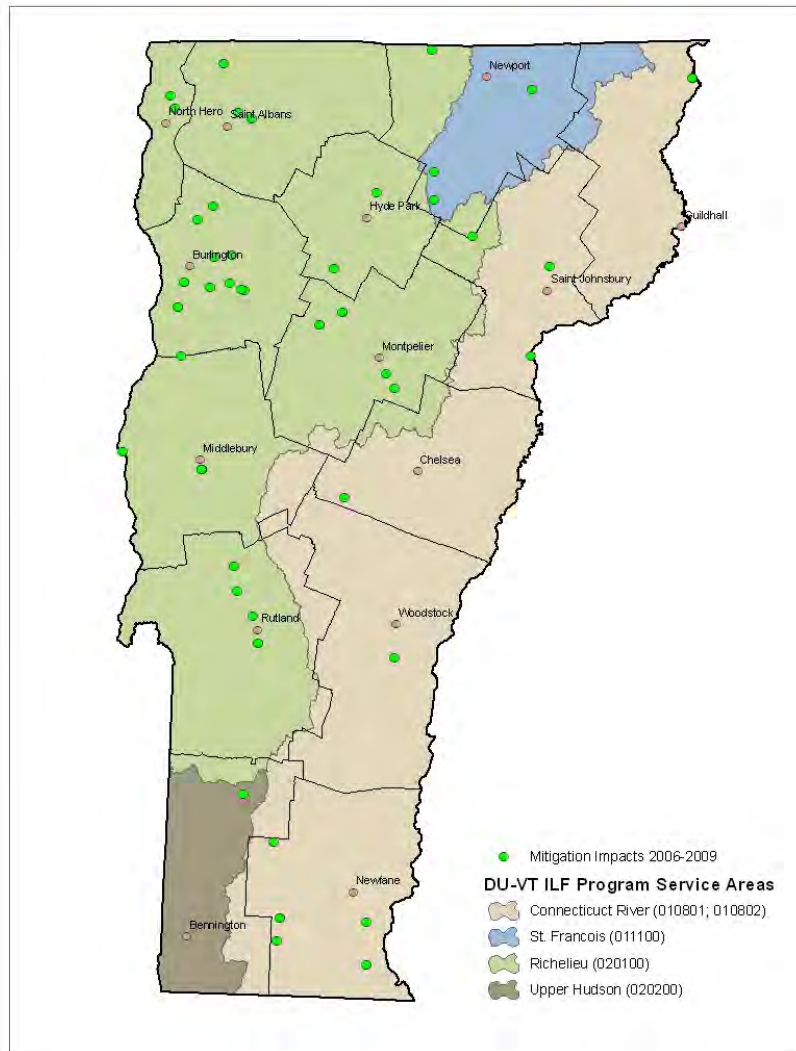 Newport
North Hero
Saint Albans
Hyde Park
Guildhall
Burlington
Saint Johnsbury
Montpelier
Middlebury
Chelsea
Woodstock
Rutland
Newfane
Bennington
Mitigation Impacts 2006-2009
DU-VT ILF Program Service Areas
Connecticut River (010801; 010802)
St. Francois (011100)
Richelieu (020100)
Upper Hudson (020200)